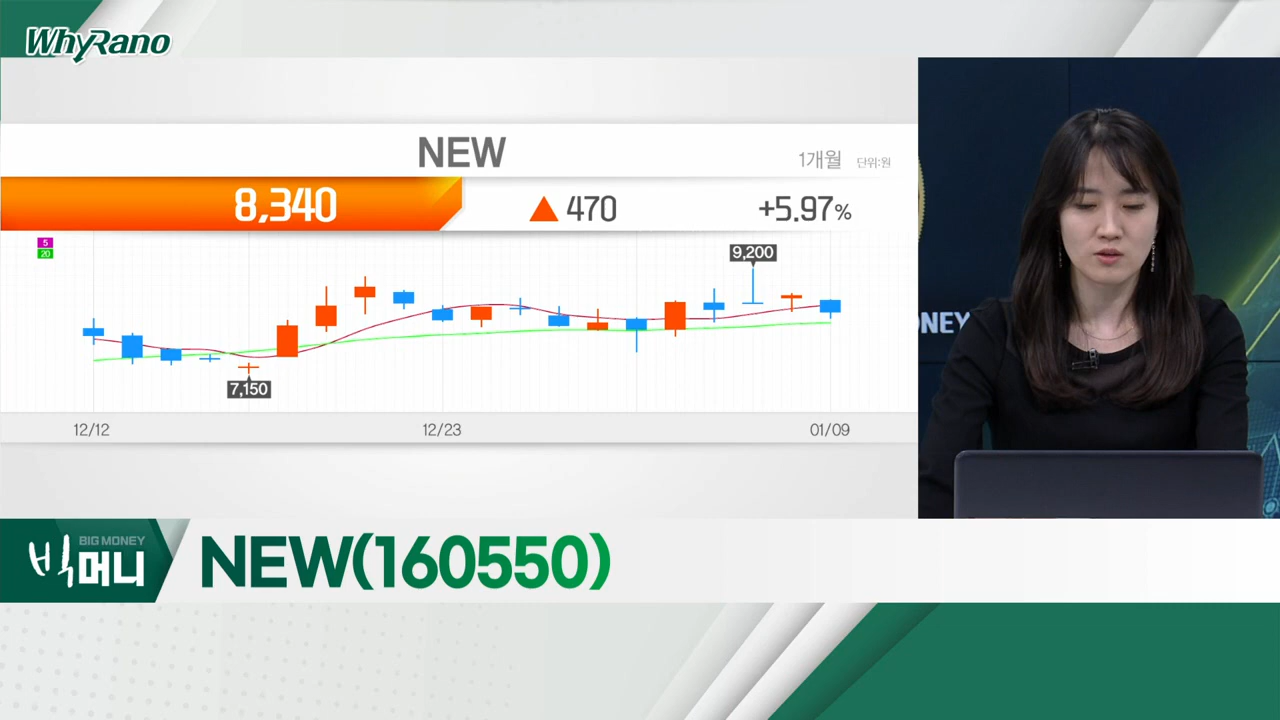 WhyRano
NEW
1개월 단위:원
8,340 ▲ 470 +5.97%
5
20
9,200
7,150
12/12 12/23 01/09
ONEY
BIG MONEY
빅머니
NEW(160550)